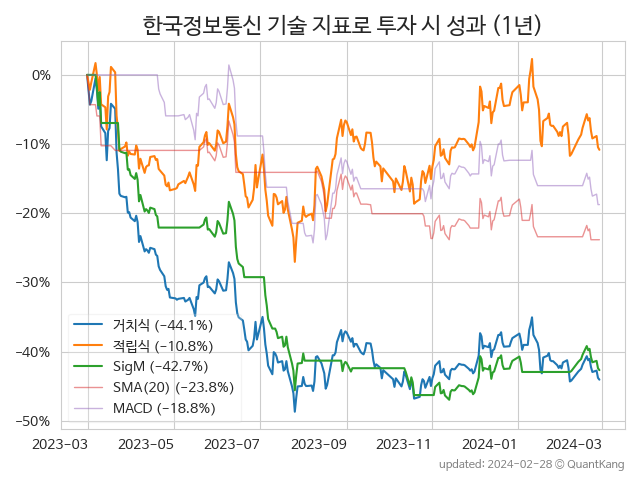 한국정보통신 기술 지표로 투자 시 성과 (1년)
0%
−10%
−20%
−30%
−40%
−50%
거치식 (−44.1%)
적립식 (−10.8%)
SigM (−42.7%)
SMA(20) (−23.8%)
MACD (−18.8%)
2023−03 2023−05 2023−07 2023−09 2023−11 2024−01 2024−03
updated: 2024−02−28 © QuantKang